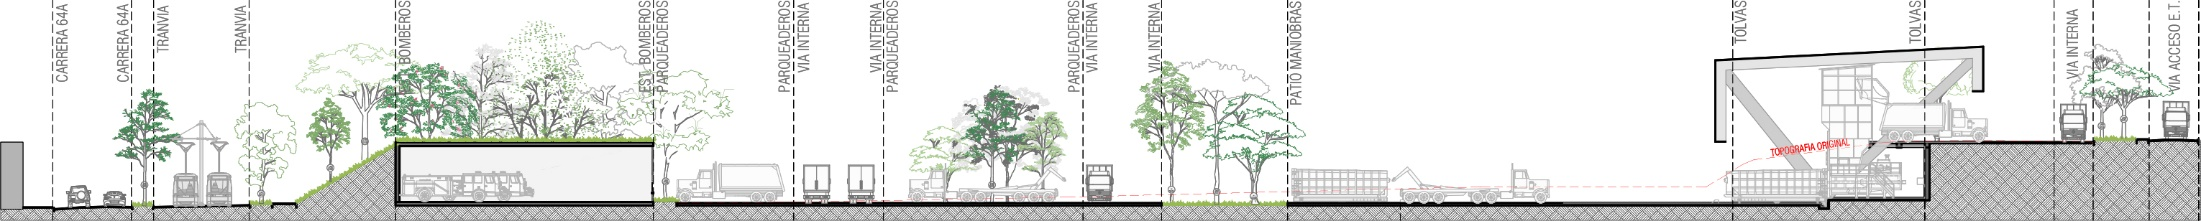 CARRERA 64A
CARRERA 64A
TRANVIA
TRANVIA
BOMBEROS
EST. BOMBEROS
PARQUEADEROS
PARQUEADEROS
VIA INTERNA
VIA INTERNA
PARQUEADEROS
PARQUEADEROS
VIA INTERNA
VIA INTERNA
PATIO MANIOBRAS
TOLVAS
TOPOGRAFIA ORIGINAL
TOLVAS
VIA INTERNA
VIA ACCESO E.T.